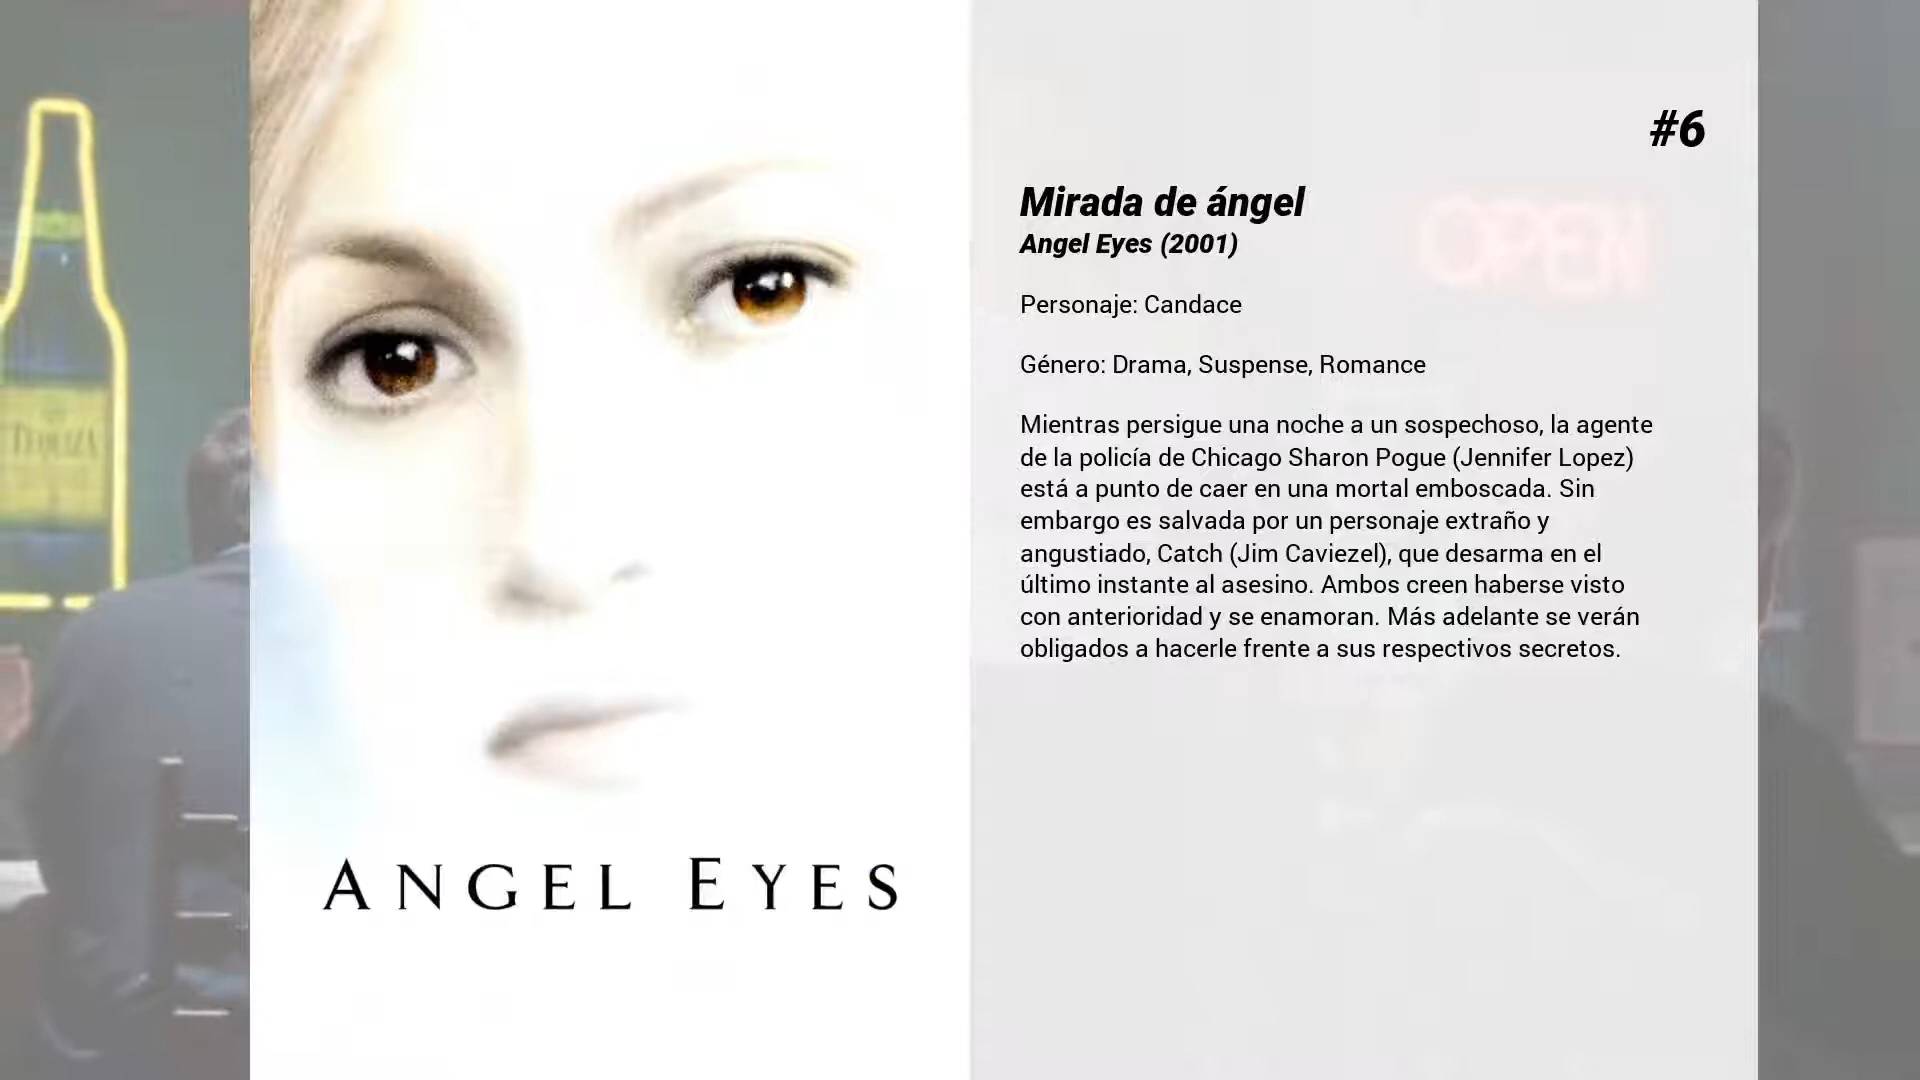 #6
Mirada de ángel
Angel Eyes (2001)
OPEN
Personaje: Candace
Género: Drama, Suspense, Romance
Mientras persigue una noche a un sospechoso, la agente
de la policía de Chicago Sharon Pogue (Jennifer Lopez)
está a punto de caer en una mortal emboscada. Sin
embargo es salvada por un personaje extraño y
angustiado, Catch (Jim Caviezel), que desarma en el
último instante al asesino. Ambos creen haberse visto
con anterioridad y se enamoran. Más adelante se verán
obligados a hacerle frente a sus respectivos secretos.
TEQUIZA
ANGEL EYES